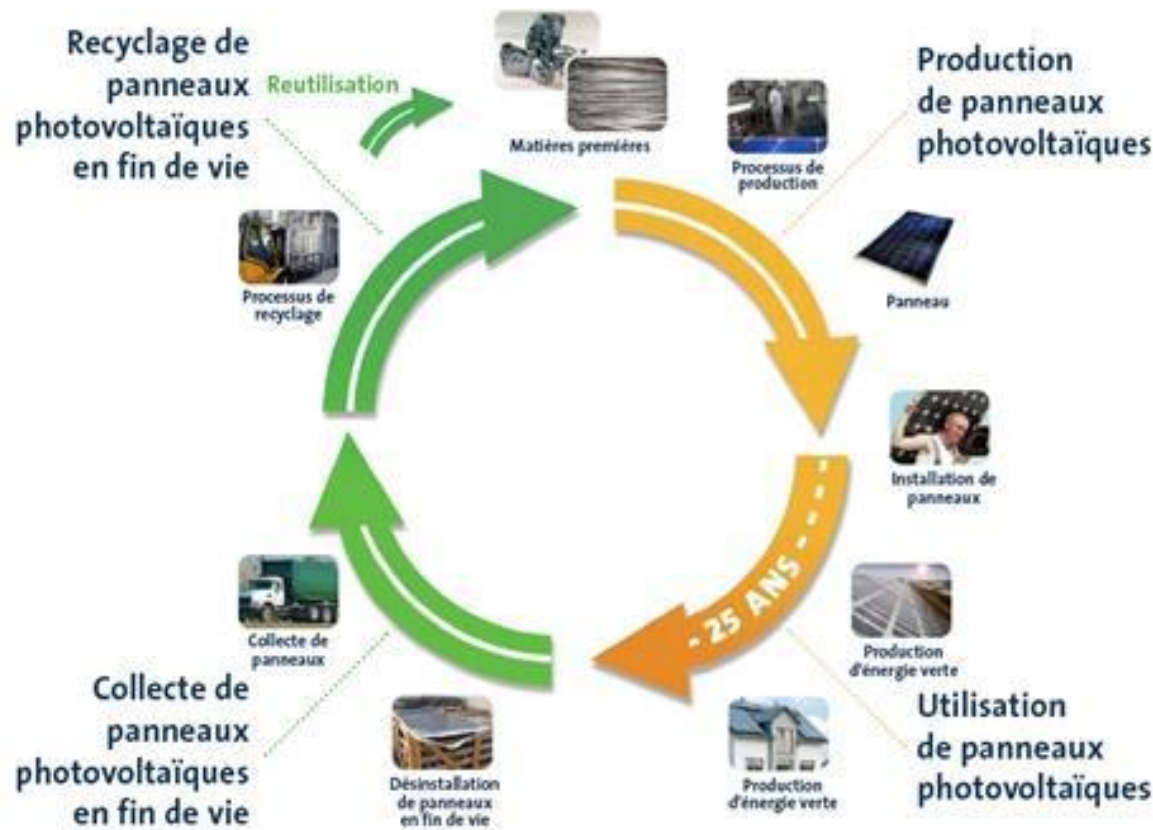 Recyclage de
panneaux
photovoltaïques
en fin de vie
Reutilisation
Matières premières
Processus de
production
Production
de panneaux
photovoltaïques
Panneau
Installation de
panneaux
- 25 ANS -
Production
d'énergie verte
Utilisation
de panneaux
photovoltaïques
Production
d'énergie verte
Désinstallation
de panneaux
en fin de vie
Collecte de
panneaux
Collecte de
panneaux
photovoltaïques
en fin de vie
Processus de
recyclage